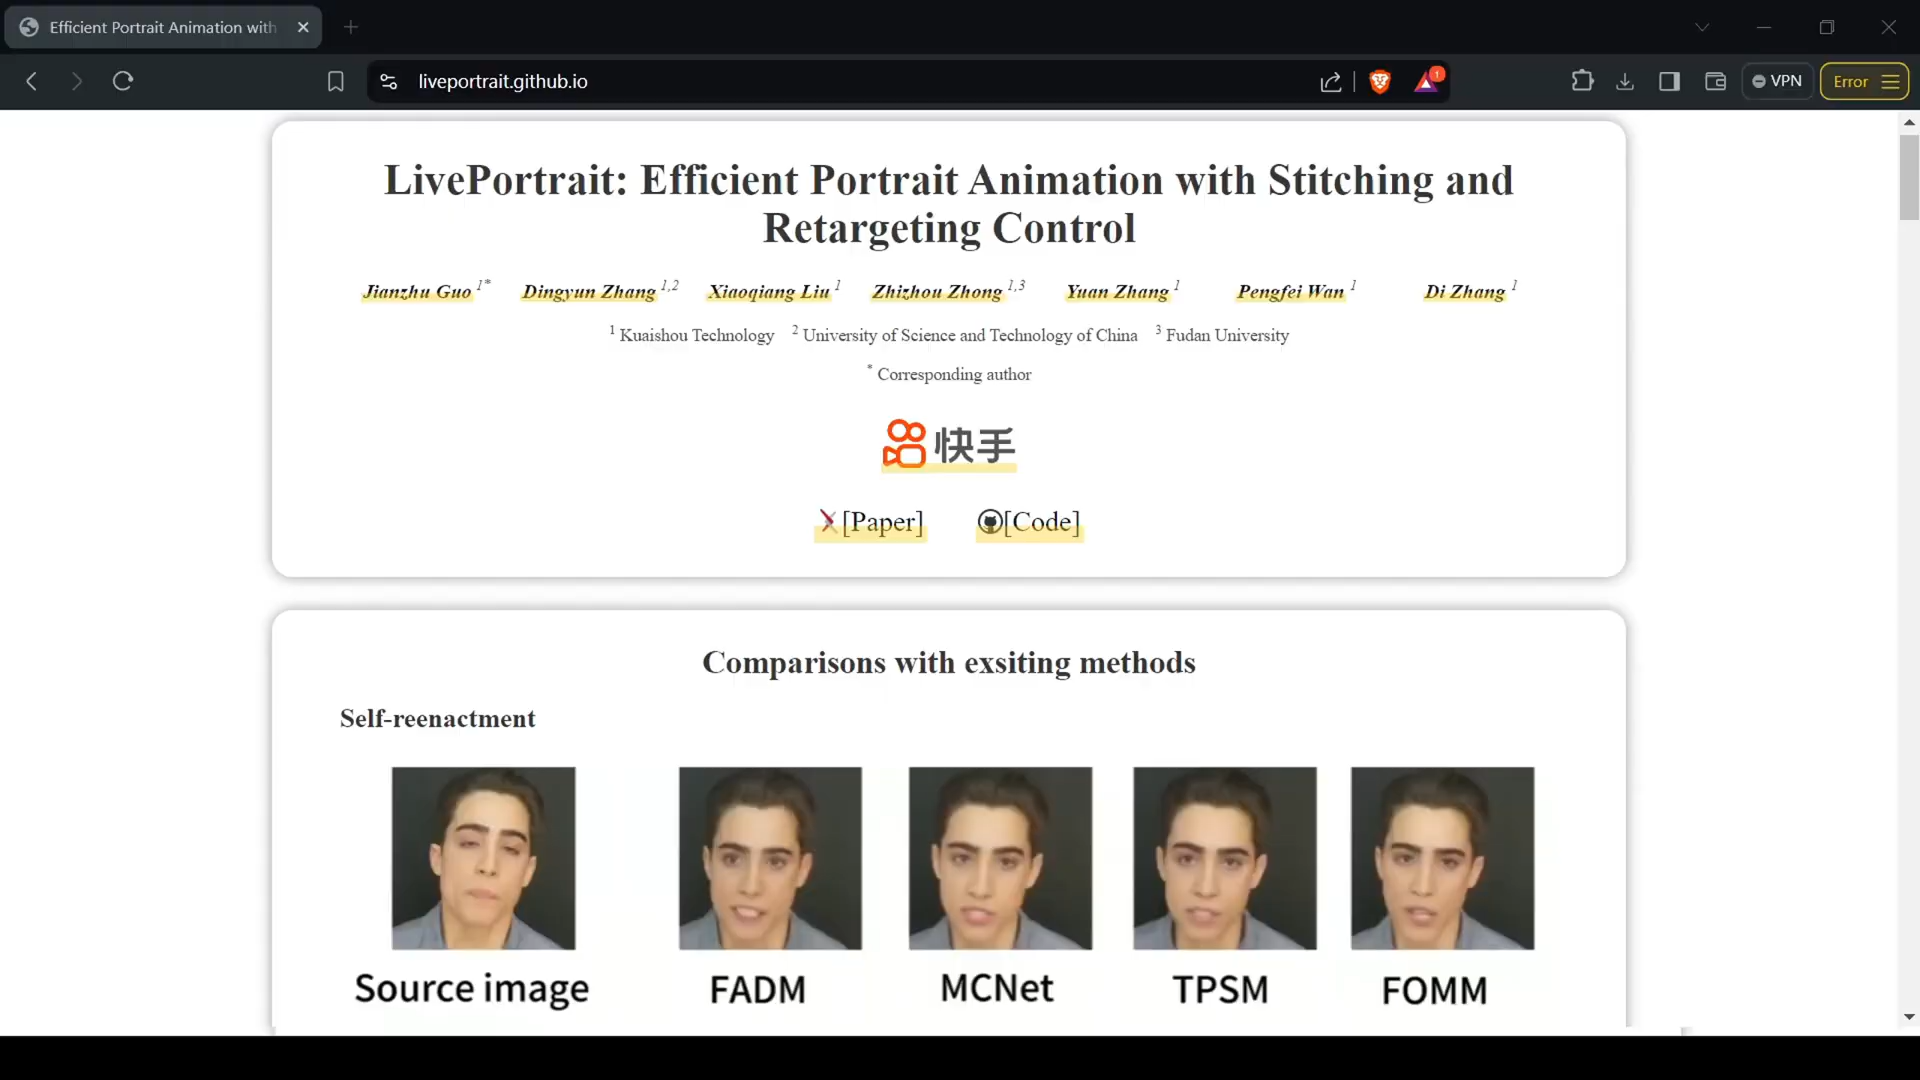 Efficient Portrait Animation with
liveportrait.github.io
1
VPN
Error
LivePortrait: Efficient Portrait Animation with Stitching and
Retargeting Control
Jianzhu Guo 1* Dingyun Zhang 1,2 Xiaoqiang Liu 1 Zhizhou Zhong 1,3 Yuan Zhang 1 Pengfei Wan 1 Di Zhang 1
1 Kuaishou Technology 2 University of Science and Technology of China 3 Fudan University
* Corresponding author
快手
[Paper] [Code]
Comparisons with exsiting methods
Self-reenactment
Source image FADM MCNet TPSM FOMM